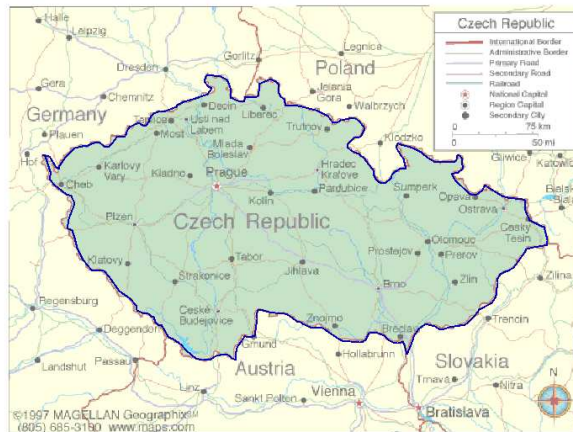 Halle
Leipzig
Legnica
Czech Republic
International Border
Administrative Border
Primary Road
Secondary Road
Railroad
National Capital
Region Capital
Secondary City
0 75 km
0 50 mi
Gorlitz
Dresden
Poland
Gera
Chemnitz
Jelenia
Gora
Walbrzych
Germany
Decin
Liberec
Usti nad
Labem
Plauen
Most
Trutnov
Klodzko
Hof
Mlada
Boleslav
Gliwice
Karlovy
Vary
Kladno
Prague
Hradec
Kralove
Cheb
Kolin
Pardubice
Sumperk
Opava
Ostrava
Plzen
Czech Republic
Cesky
Tesin
Olomouc
Klatovy
Tabor
Jihlava
Prostejov
Prerov
Strakonice
Brno
Zlin
Zilina
Regensburg
Ceske
Budejovice
Znojmo
Breclav
Trencin
Deggendorf
Gmund
Hollabrunn
Landshut
Passau
Austria
Slovakia
Trnava
Nitra
N
Linz
Sankt Polten
Vienna
Bratislava
©1997 MAGELLAN Geographix℠
(805) 685-3100 www.maps.com